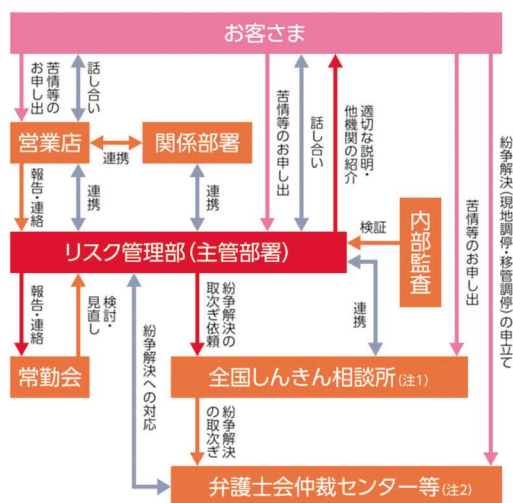 お客さま
苦情等の
お申し出
話し合い
苦情等のお申し出
話し合い
適切な説明・
他機関の紹介
苦情等のお申し出
紛争解決(現地調停・移管調停)の申立て
営業店
連携
関係部署
報告・連絡
連携
連携
検証
内部監査
リスク管理部(主管部署)
報告・連絡
検討・
見直し
紛争解決への対応
紛争解決の
取次ぎ依頼
連携
常勤会
全国しんきん相談所(注1)
紛争解決
の取次ぎ
弁護士会仲裁センター等(注2)